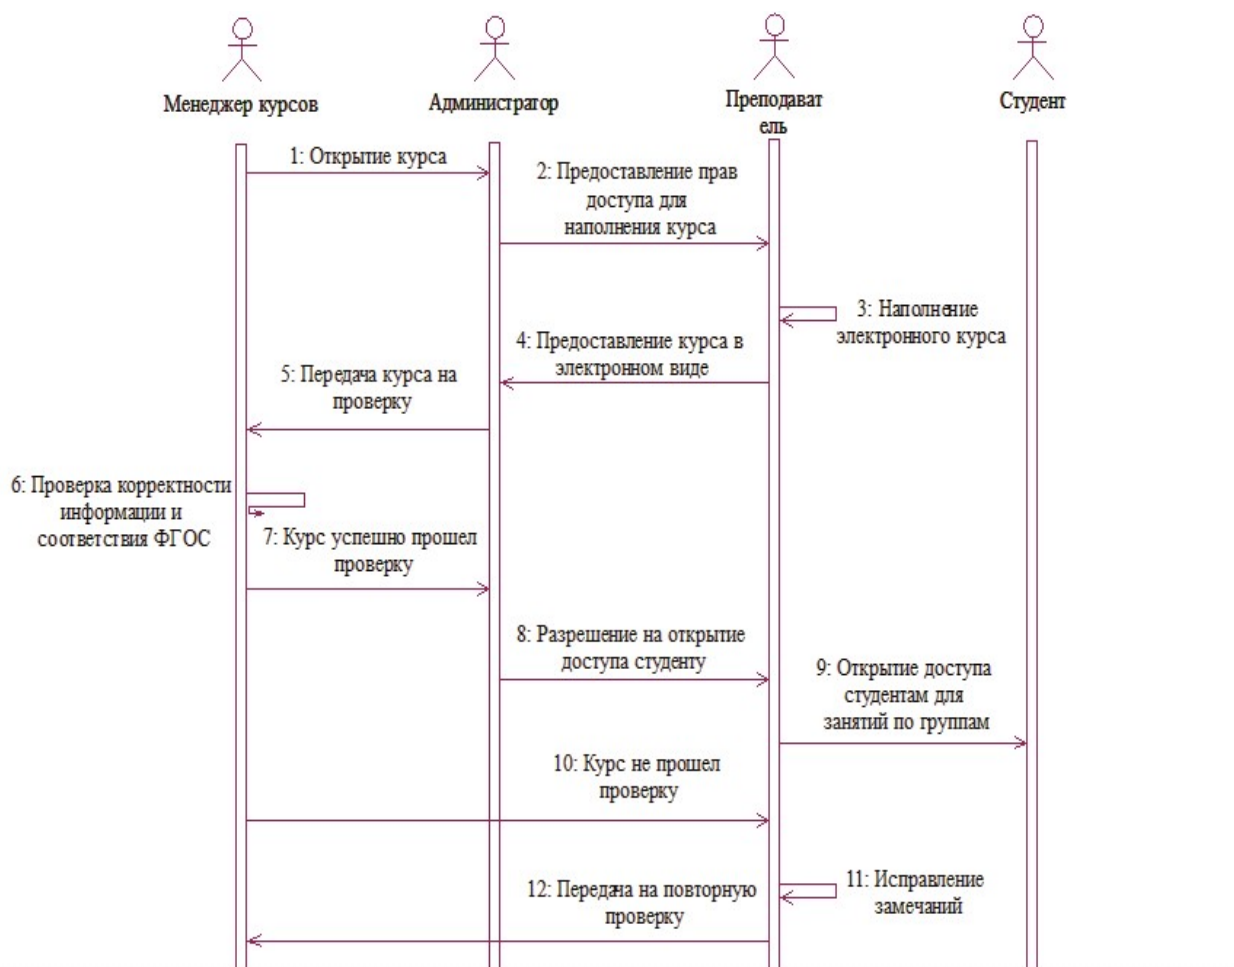 Менеджер курсов
Администратор
Преподават
ель
Студент
1: Открытие курса
2: Предоставление прав
доступа для
наполнения курса
3: Наполнение
электронного курса
4: Предоставление курса в
электронном виде
5: Передача курса на
проверку
6: Проверка корректности
информации и
соответствия ФГОС
7: Курс успешно прошел
проверку
8: Разрешение на открытие
доступа студенту
9: Открытие доступа
студентам для
занятий по группам
10: Курс не прошел
проверку
11: Исправление
замечаний
12: Передача на повторную
проверку